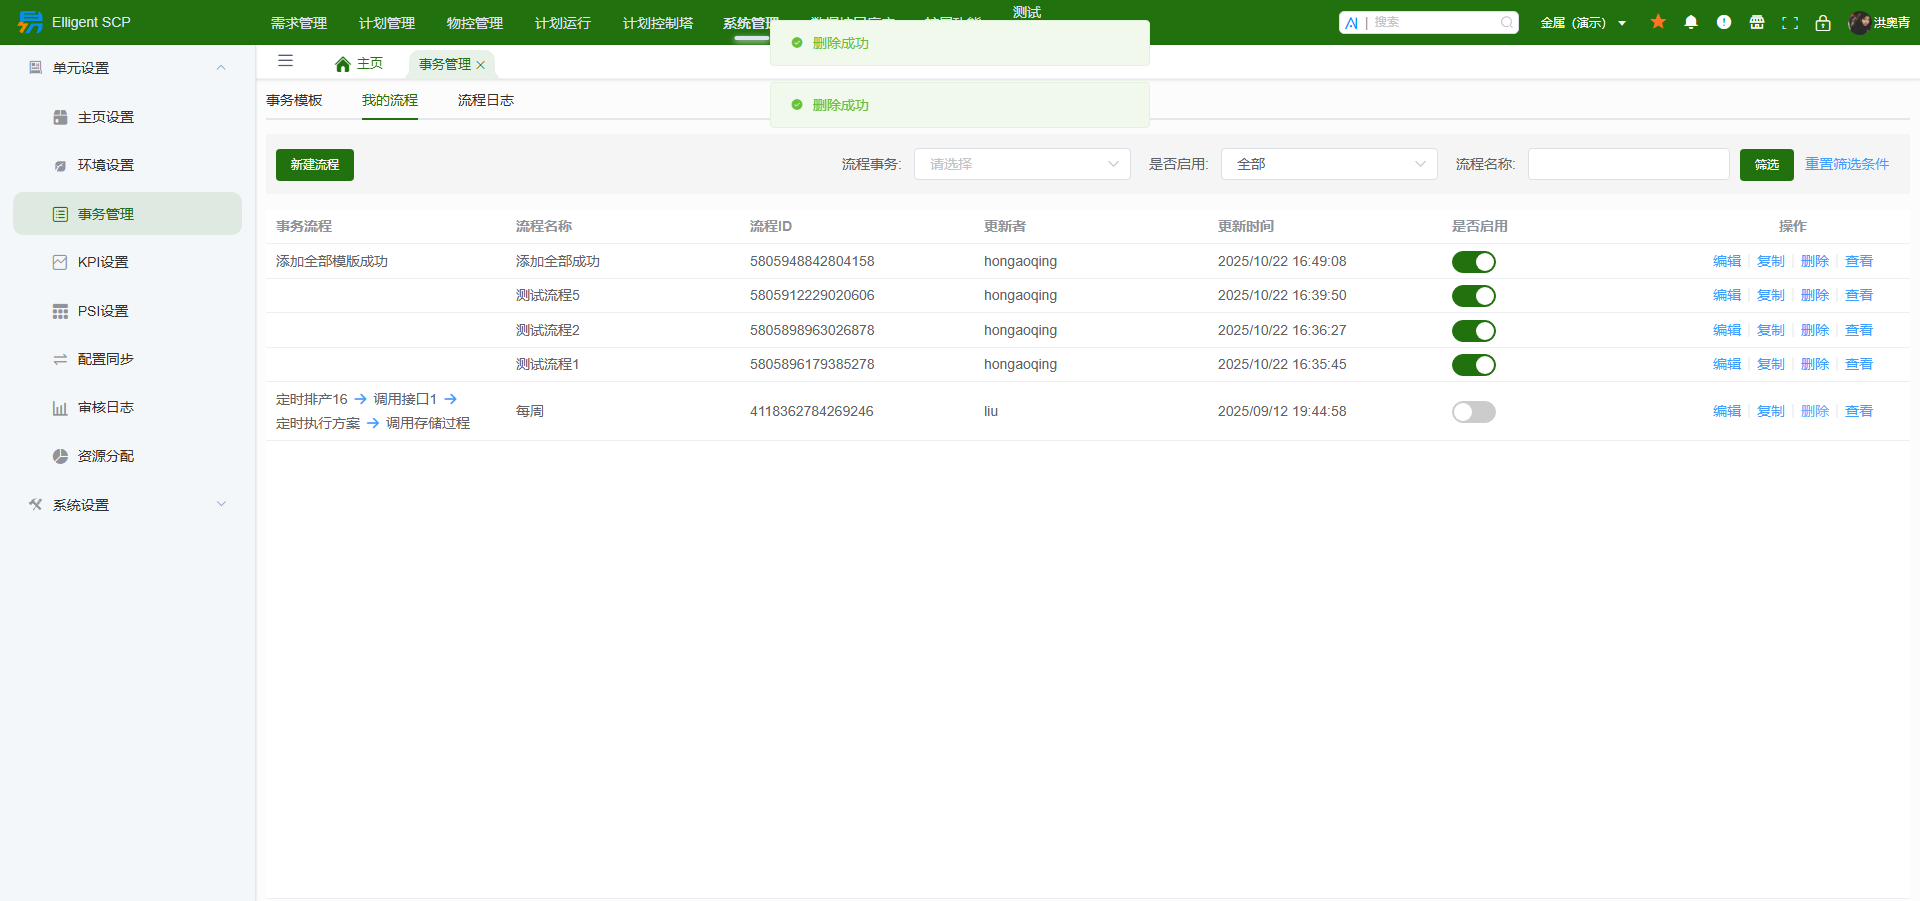 Elligent SCP
需求管理 计划管理 物控管理 计划运行 计划控制塔 系统管理 测试
AI | 搜索 金属 (演示) 洪奥青
删除成功
删除成功
单元设置
主页设置
环境设置
事务管理
KPI设置
PSI设置
配置同步
审核日志
资源分配
系统设置
主页 事务管理
事务模板 我的流程 流程日志
新建流程 流程事务: 请选择 是否启用: 全部 流程名称: 筛选 重置筛选条件
事务流程 流程名称 流程ID 更新者 更新时间 是否启用 操作
添加全部模版成功 添加全部成功 5805948842804158 hongaoqing 2025/10/22 16:49:08 编辑 复制 删除 查看
测试流程5 5805912229020606 hongaoqing 2025/10/22 16:39:50 编辑 复制 删除 查看
测试流程2 5805898963026878 hongaoqing 2025/10/22 16:36:27 编辑 复制 删除 查看
测试流程1 5805896179385278 hongaoqing 2025/10/22 16:35:45 编辑 复制 删除 查看
定时排产16 → 调用接口1 →
定时执行方案 → 调用存储过程 每周 4118362784269246 liu 2025/09/12 19:44:58 编辑 复制 删除 查看